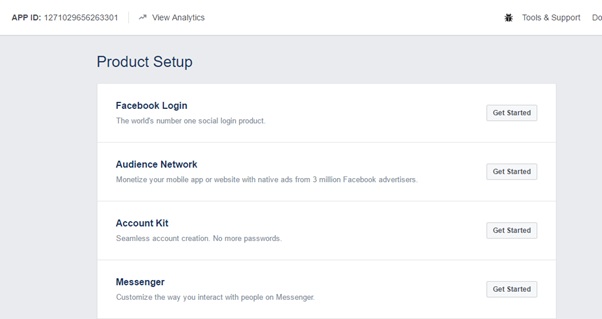 APP ID: 1271029656263301 View Analytics Tools & Support Do
Product Setup
Facebook Login
The world's number one social login product.
Get Started
Audience Network
Monetize your mobile app or website with native ads from 3 million Facebook advertisers.
Get Started
Account Kit
Seamless account creation. No more passwords.
Get Started
Messenger
Customize the way you interact with people on Messenger.
Get Started